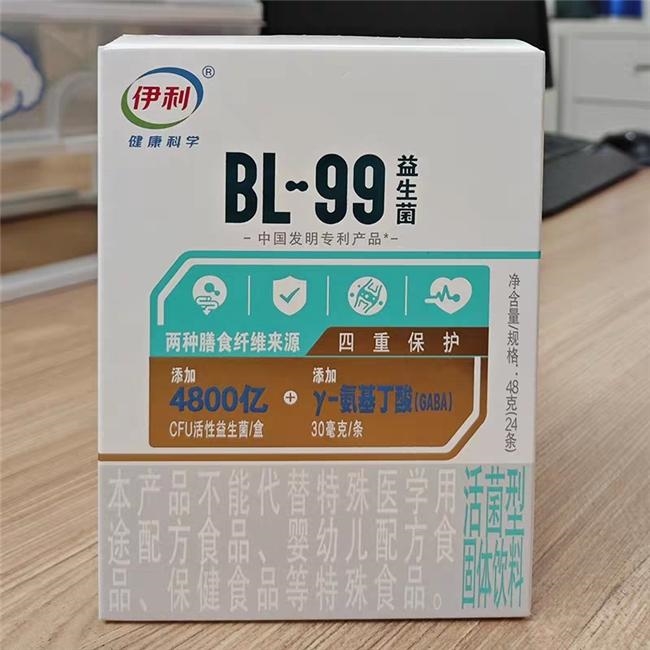 伊利®
健康科学
BL-99益生菌
-中国发明专利产品*-
两种膳食纤维来源 四重保护
添加
4800亿
CFU活性益生菌/盒
+
添加
γ-氨基丁酸(GABA)
30毫克/条
净含量/规格：48克(24条)
本产品不能代替特殊医学用
途配方食品、婴幼儿配方食
品、保健食品等特殊食品。
活菌型
固体饮料